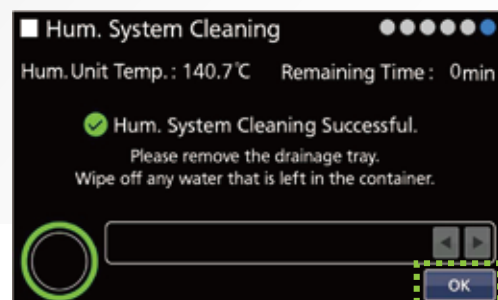 Hum. System Cleaning
Hum. Unit Temp. : 140.7℃ Remaining Time : 0min
Hum. System Cleaning Successful.
Please remove the drainage tray.
Wipe off any water that is left in the container.
OK